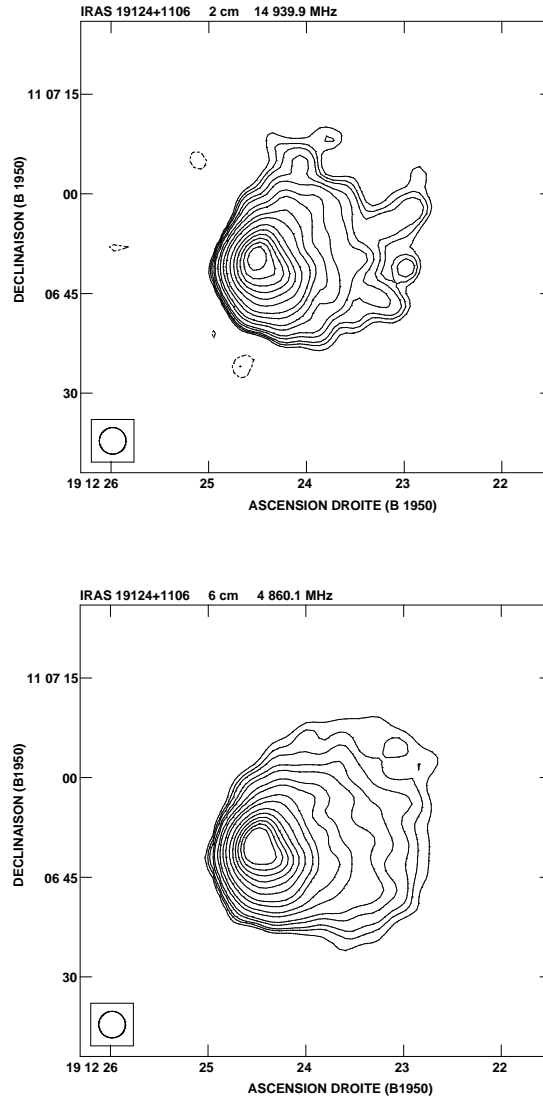 IRAS 19124+1106 2 cm 14 939.9 MHz
11 07 15
00
06 45
30
DECLINAISON (B 1950)
19 12 26 25 24 23 22
ASCENSION DROITE (B 1950)
IRAS 19124+1106 6 cm 4 860.1 MHz
11 07 15
00
06 45
30
DECLINAISON (B1950)
19 12 26 25 24 23 22
ASCENSION DROITE (B1950)